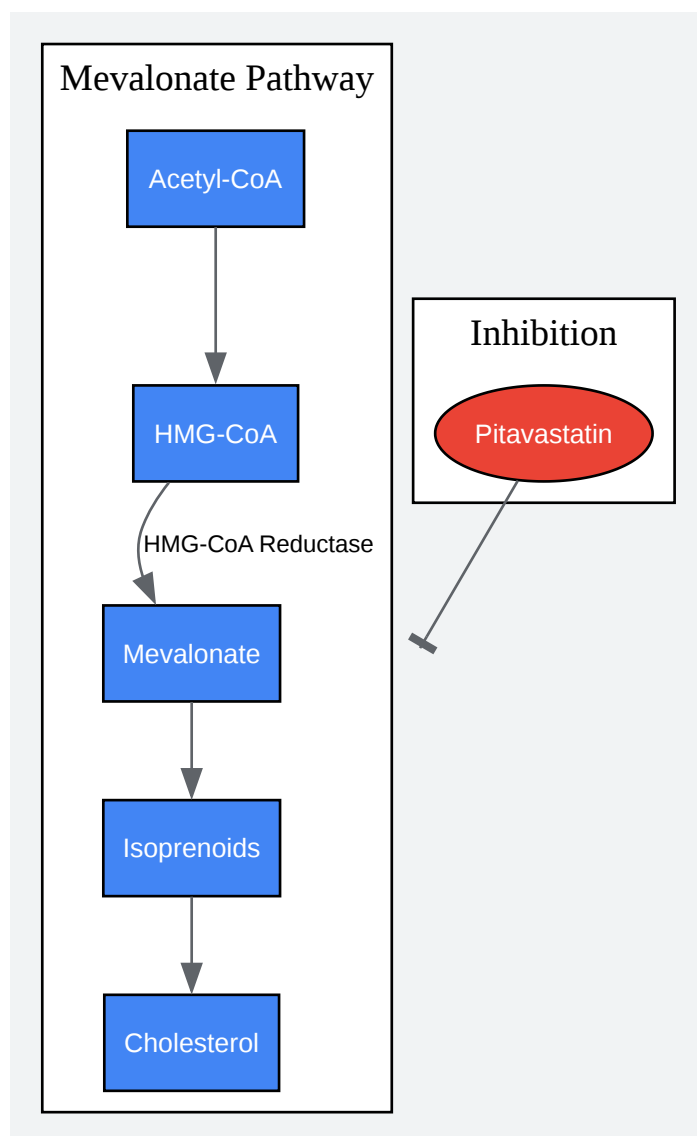 Mevalonate Pathway
Acetyl-CoA
HMG-CoA
HMG-CoA Reductase
Mevalonate
Isoprenoids
Cholesterol
Inhibition
Pitavastatin